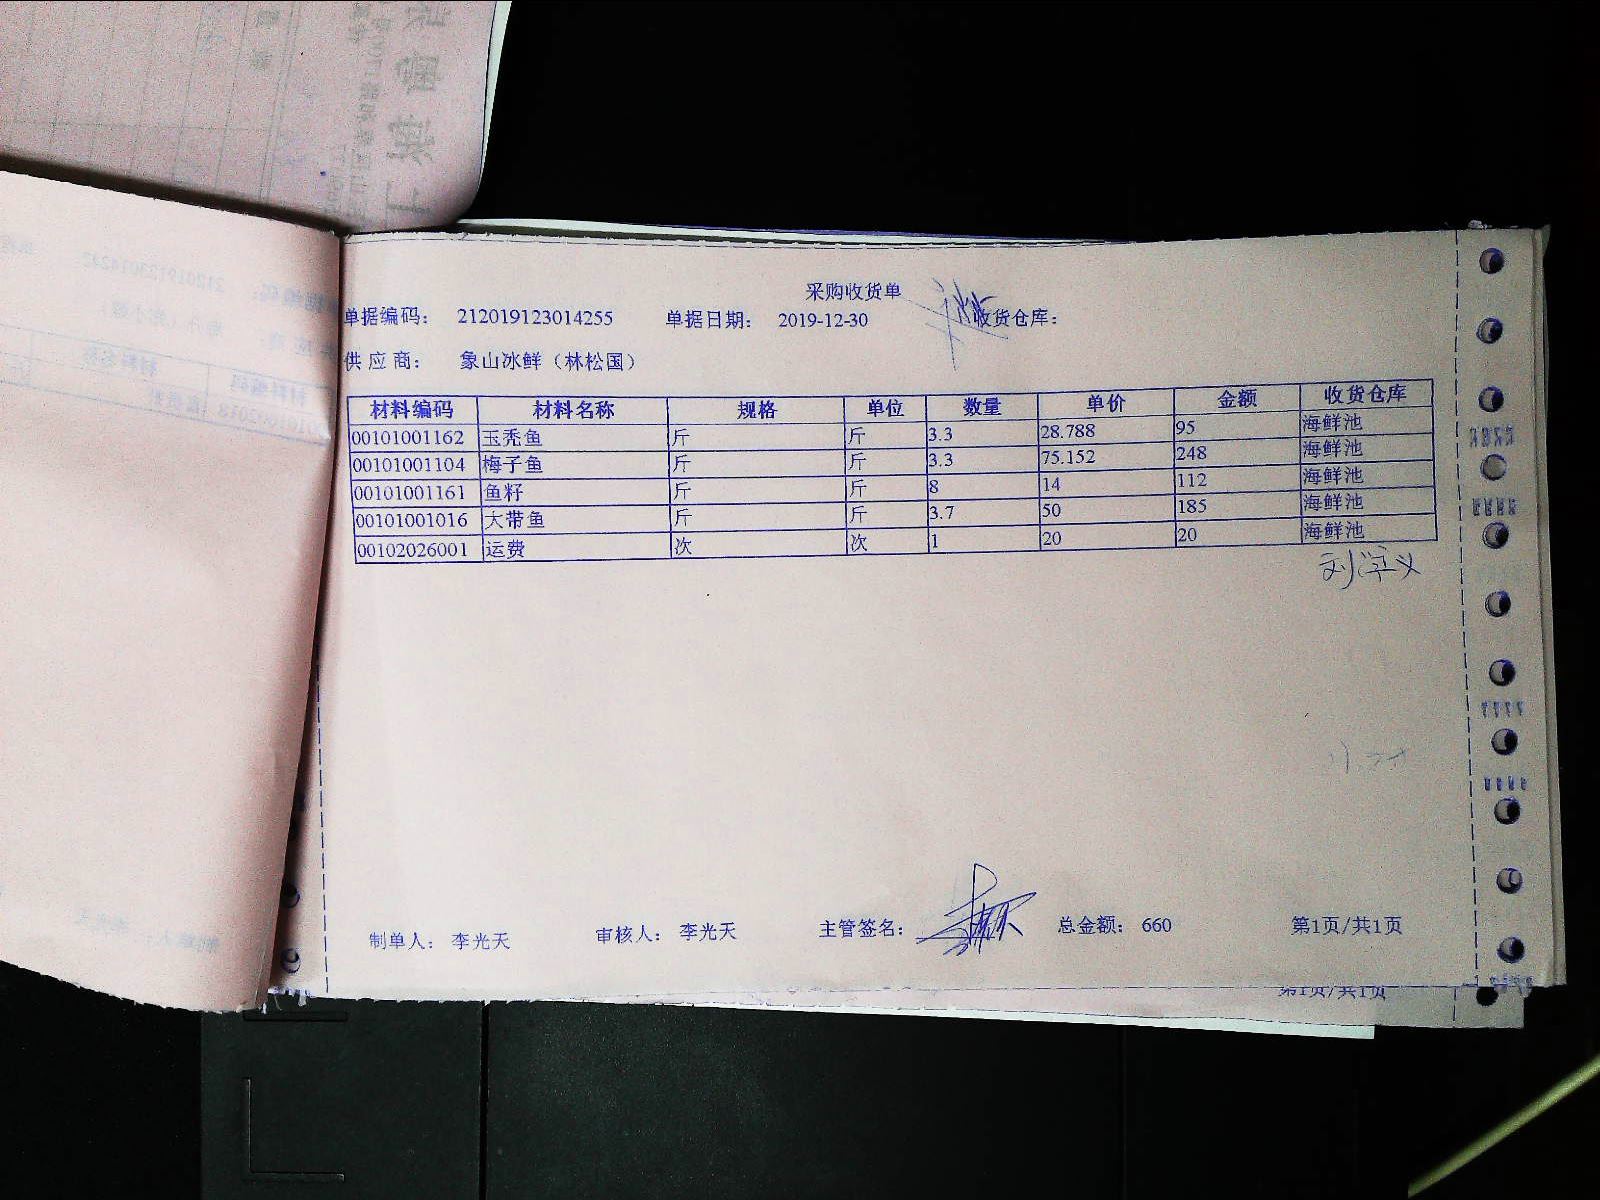 采购收货单
单据编码： 212019123014255 单据日期： 2019-12-30 收货仓库：
供应商： 象山冰鲜（林松国）
材料编码 材料名称 规格 单位 数量 单价 金额 收货仓库
00101001162 玉秃鱼 斤 斤 3.3 28.788 95 海鲜池
00101001104 梅子鱼 斤 斤 3.3 75.152 248 海鲜池
00101001161 鱼籽 斤 斤 8 14 112 海鲜池
00101001016 大带鱼 斤 斤 3.7 50 185 海鲜池
00102026001 运费 次 次 1 20 20 海鲜池
制单人： 李光天 审核人： 李光天 主管签名： 总金额： 660 第1页/共1页
第1页/共1页